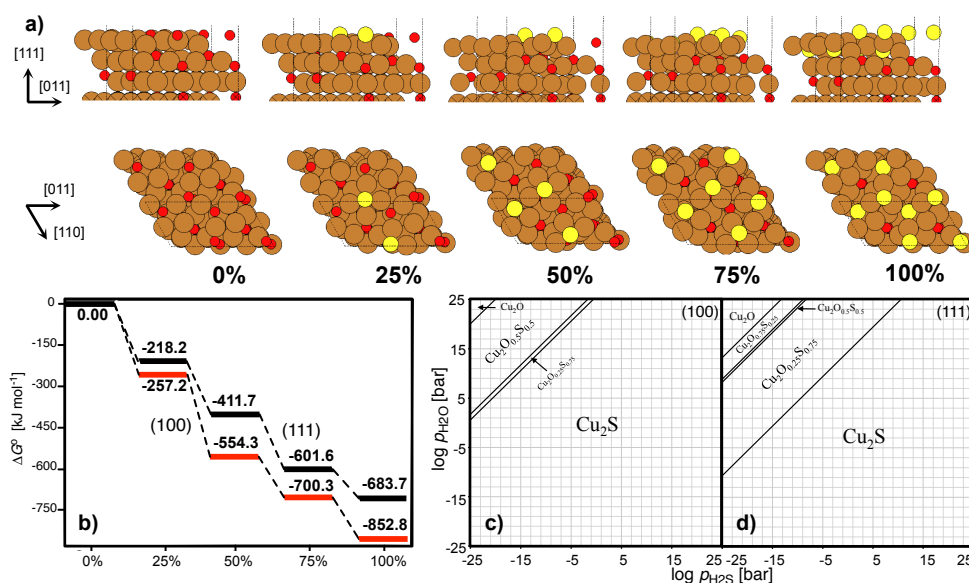 a)
[111]
[011]
[011]
[110]
0% 25% 50% 75% 100%
0
-150
-300
-450
-600
-750
ΔG° [kJ mol⁻¹]
0.00
-218.2
-257.2
-411.7
(100)
(111)
-554.3
-601.6
-700.3
-683.7
-852.8
b)
0% 25% 50% 75% 100%
25
15
5
-5
-15
-25
log pH2O [bar]
Cu₂O
(100)
Cu₂O₀.₅S₀.₅
Cu₂O₀.₂₅S₀.₇₅
Cu₂S
c)
-25 -15 -5 5 15
Cu₂O
Cu₂O₀.₇₅S₀.₂₅
Cu₂O₀.₅S₀.₅
(111)
Cu₂O₀.₂₅S₀.₇₅
Cu₂S
d)
-25 -15 -5 5 15 25
log pH2S [bar]